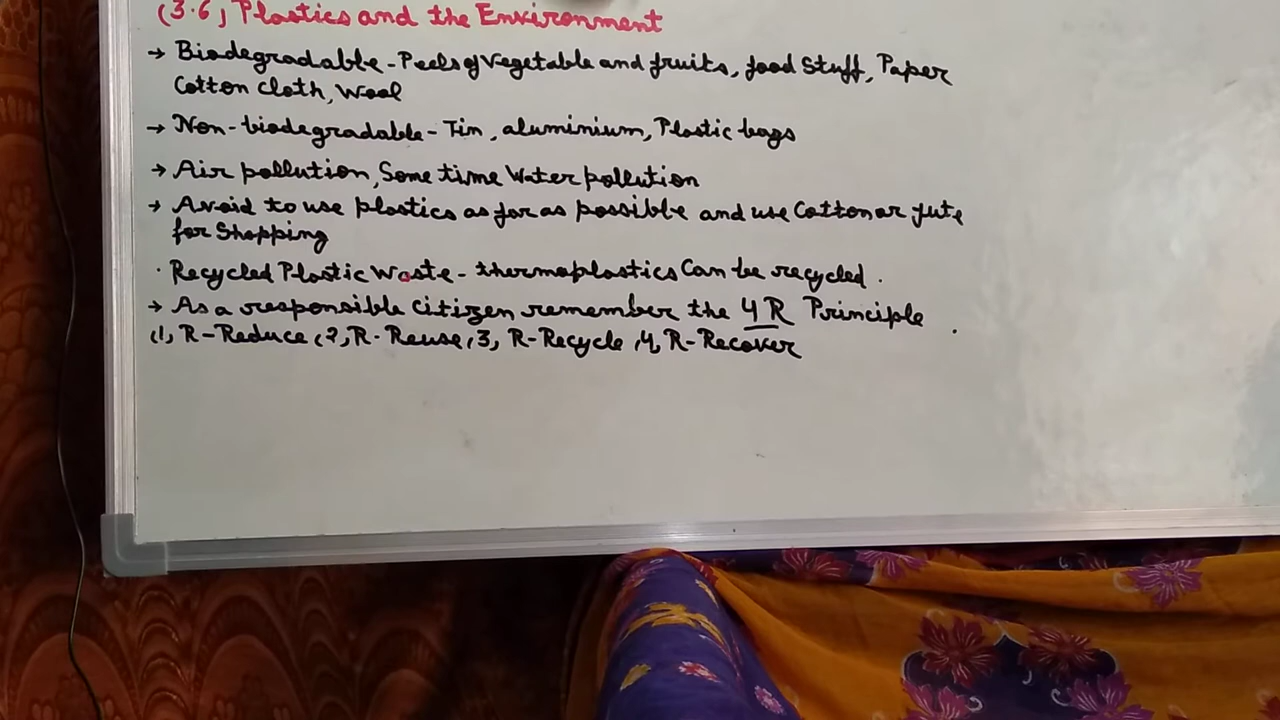 (3.6) Plastics and the Environment
→ Biodegradable - Peels of Vegetable and fruits, food Stuff, Paper
Cotton cloth, Wool
→ Non-biodegradable - Tin, aluminium, Plastic bags
→ Air pollution, Some time Water pollution
→ Avoid to use plastics as far as possible and use Cotton or jute
for Shopping
· Recycled Plastic Waste - thermoplastics Can be recycled.
→ As a responsible Citizen remember the 4R Principle.
(1, R-Reduce (2, R-Reuse (3, R-Recycle (4, R-Recover